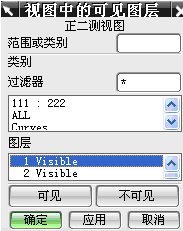 视图中的可见图层
正二测视图
范围或类别
类别
过滤器 *
111 : 222
ALL
Curves
图层
1 Visible
2 Visible
可见 不可见
确定 应用 取消